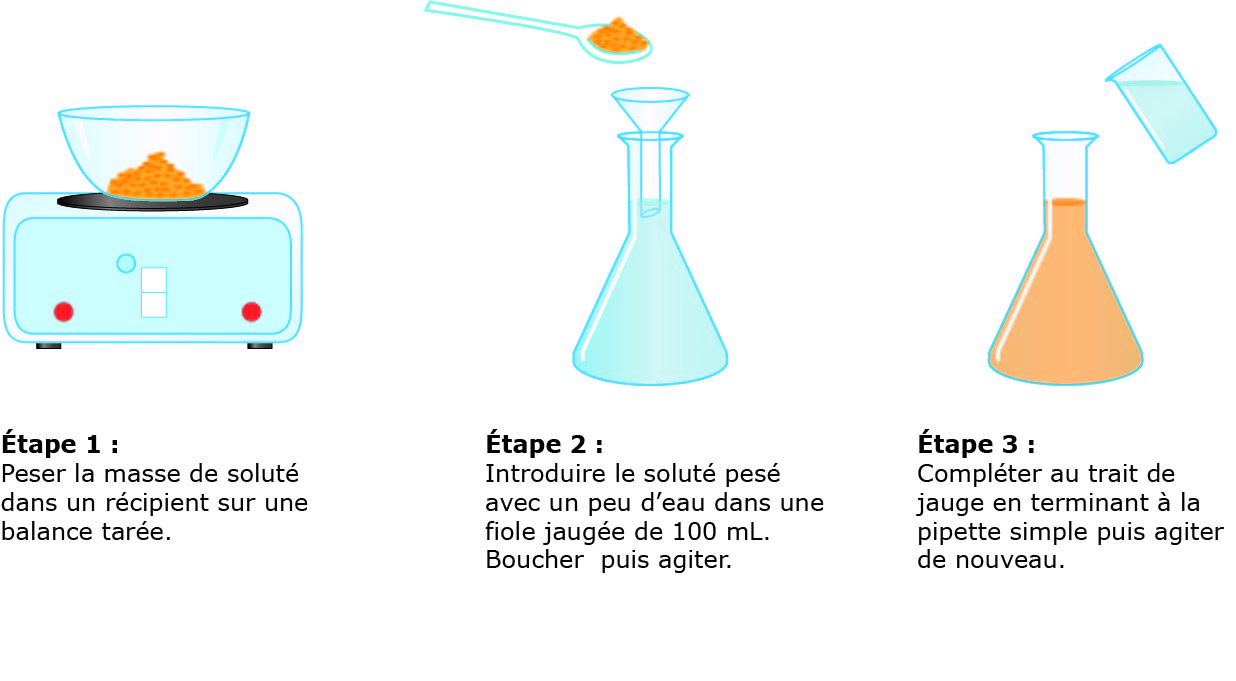 Étape 1 :
Peser la masse de soluté
dans un récipient sur une
balance tarée.
Étape 2 :
Introduire le soluté pesé
avec un peu d’eau dans une
fiole jaugée de 100 mL.
Boucher  puis agiter.
Étape 3 :
Compléter au trait de
jauge en terminant à la
pipette simple puis agiter
de nouveau.